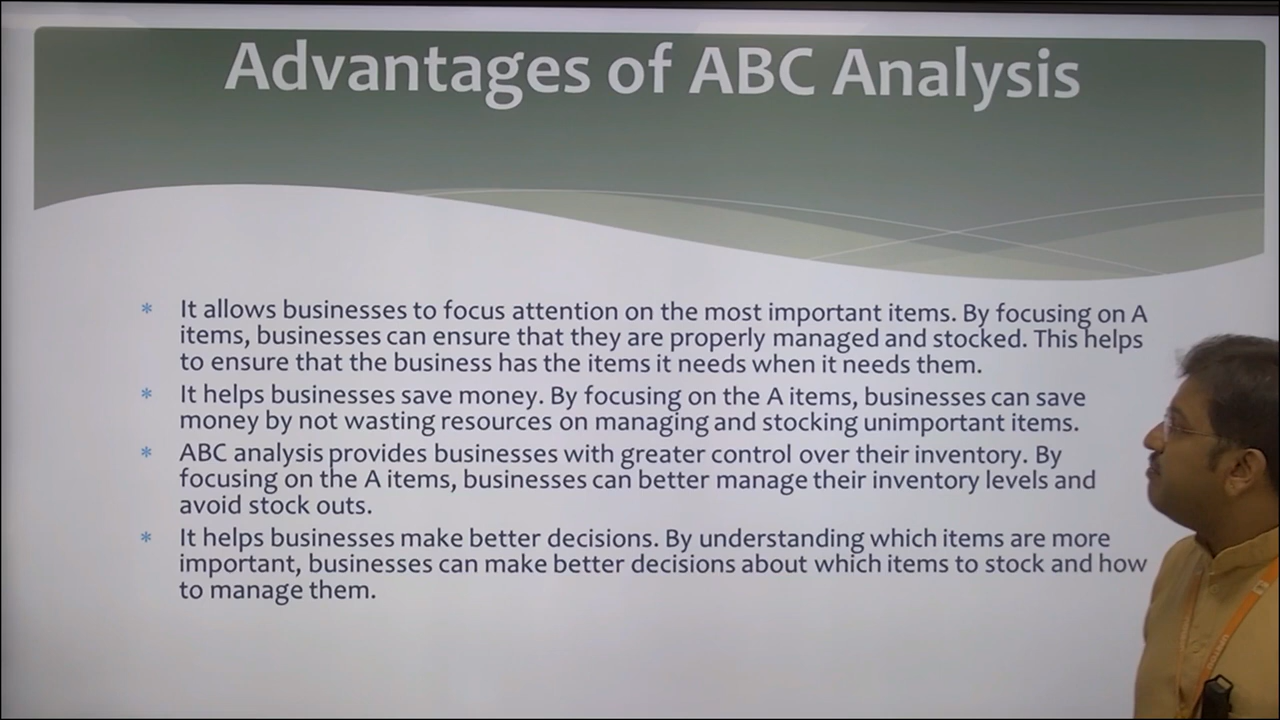 Advantages of ABC Analysis
* It allows businesses to focus attention on the most important items. By focusing on A
items, businesses can ensure that they are properly managed and stocked. This helps
to ensure that the business has the items it needs when it needs them.
* It helps businesses save money. By focusing on the A items, businesses can save
money by not wasting resources on managing and stocking unimportant items.
* ABC analysis provides businesses with greater control over their inventory. By
focusing on the A items, businesses can better manage their inventory levels and
avoid stock outs.
* It helps businesses make better decisions. By understanding which items are more
important, businesses can make better decisions about which items to stock and how
to manage them.